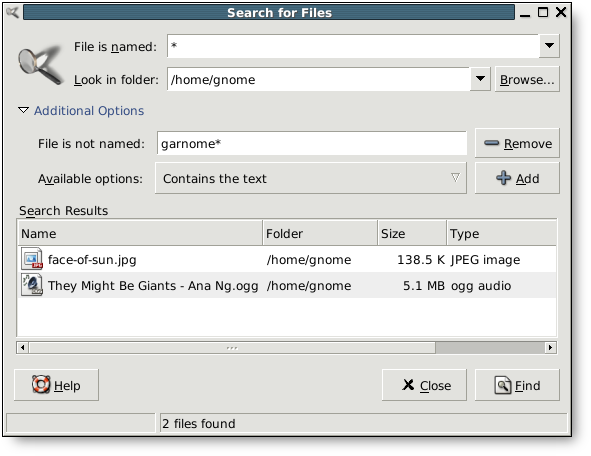 Search for Files
File is named: *
Look in folder: /home/gnome Browse...
Additional Options
File is not named: garnome* Remove
Available options: Contains the text Add
Search Results
Name Folder Size Type
face-of-sun.jpg /home/gnome 138.5 K JPEG image
They Might Be Giants - Ana Ng.ogg /home/gnome 5.1 MB ogg audio
Help Close Find
2 files found